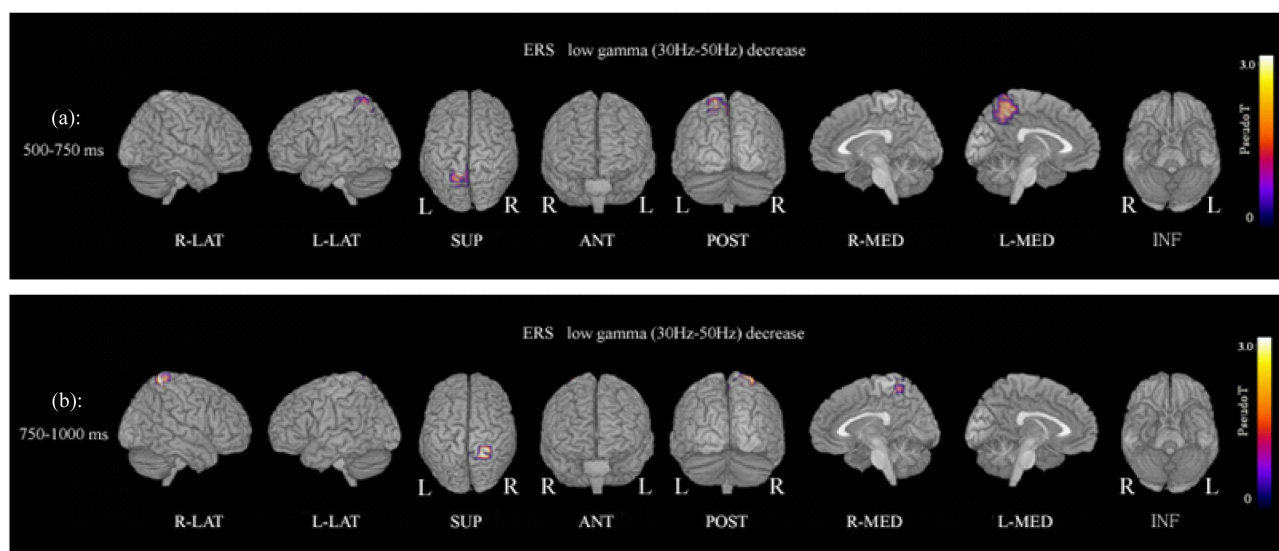 ERS low gamma (30Hz-50Hz) decrease
(a):
500-750 ms
3.0
Pseudo T
0
L R R L L R R L
R-LAT L-LAT SUP ANT POST R-MED L-MED INF
ERS low gamma (30Hz-50Hz) decrease
(b):
750-1000 ms
3.0
Pseudo T
0
L R R L L R R L
R-LAT L-LAT SUP ANT POST R-MED L-MED INF